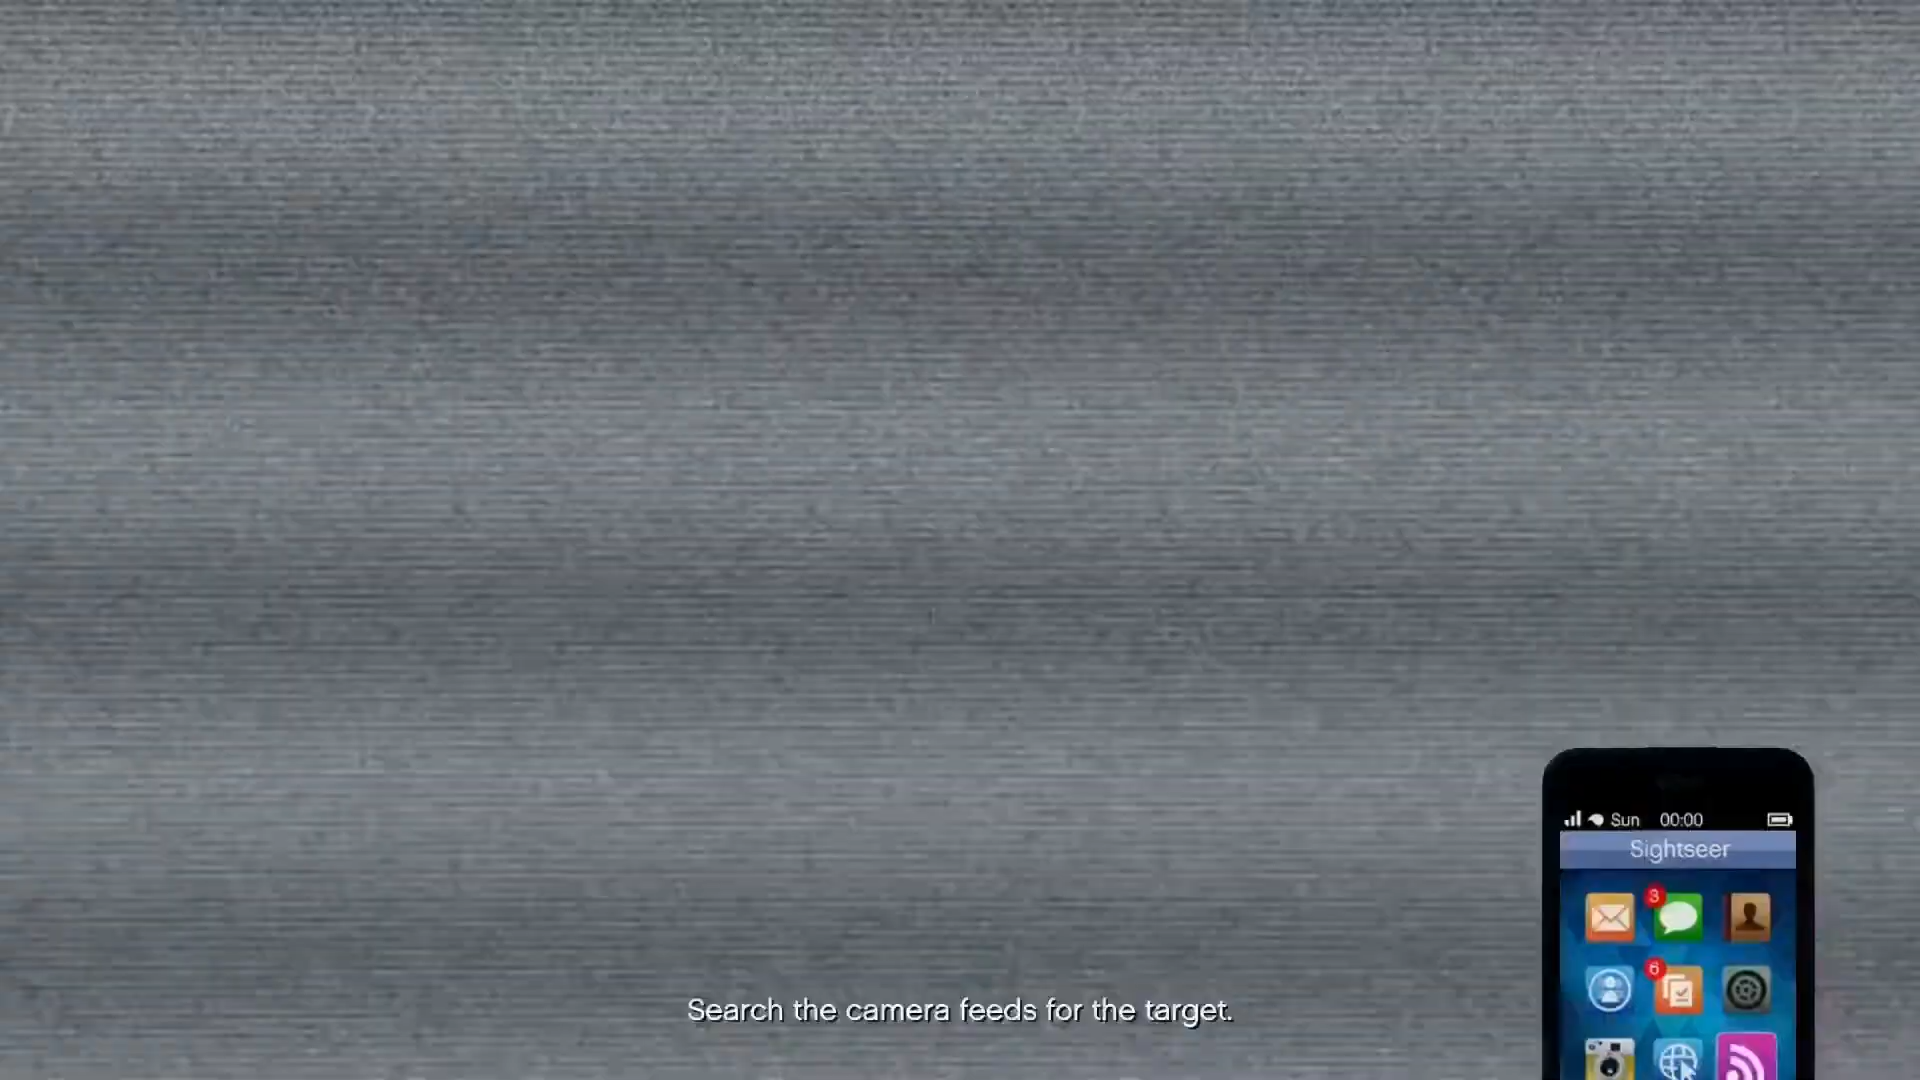 Sun 00:00
Sightseer
3
6
Search the camera feeds for the target.